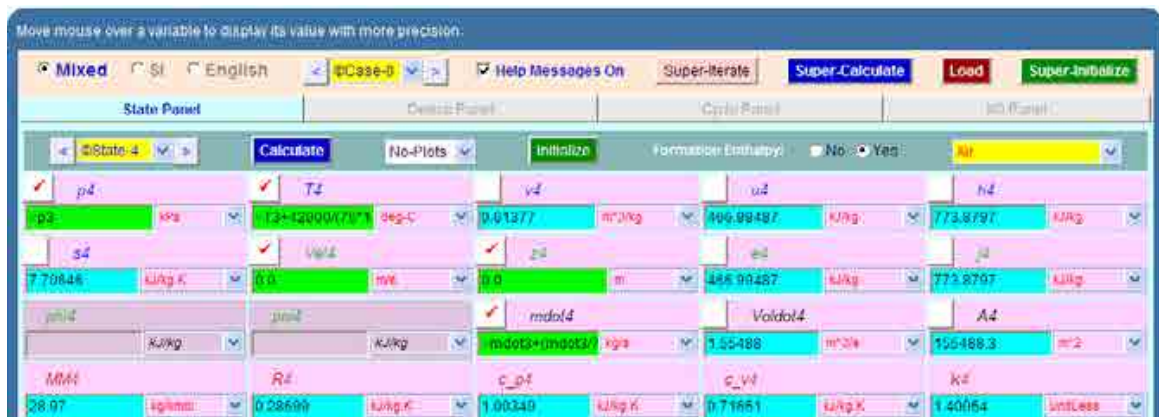 Move mouse over a variable to display its value with more precision.
Mixed SI English < ©Case-0 > Help Messages On Super-Iterate Super-Calculate Load Super-Initialize
State Panel Device Panel Cycle Panel I/O Panel
< ©State-4 > Calculate No-Plots Initialize Formation Enthalpy: No Yes Air
p4 T4 v4 u4 h4
=p3 kPa deg-C m^3/kg 466.99487 kJ/kg 773.8797 kJ/kg
s4 Vel4 z4 e4 j4
7.70846 kJ/kg.K 0.0 m/s 0.0 m 466.99487 kJ/kg 773.8797 kJ/kg
phi4 psi4 mdot4 Voldot4 A4
kJ/kg kJ/kg kg/s 1.55488 m^3/s 155488.3 m^2
MM4 R4 c_p4 c_v4 k4
28.97 kg/kmol 0.28699 kJ/kg.K 1.00349 kJ/kg.K 0.71651 kJ/kg.K 1.40054 UnitLess